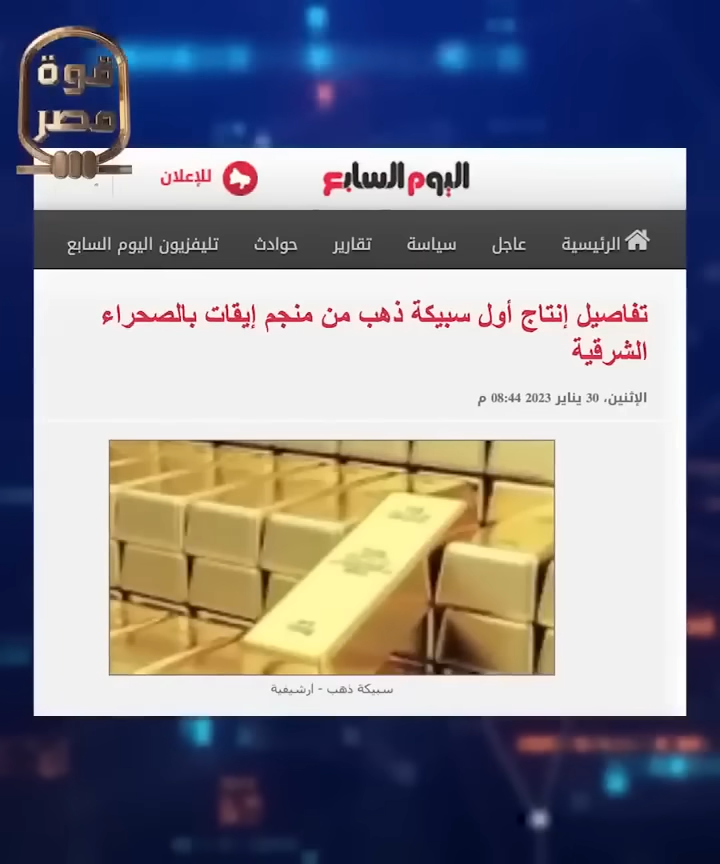 قوة
مصر
اليوم السابع
للإعلان
الرئيسية عاجل سياسة تقارير حوادث تليفزيون اليوم السابع
تفاصيل إنتاج أول سبيكة ذهب من منجم إيقات بالصحراء
الشرقية
الإثنين، 30 يناير 2023 08:44 م
سبيكة ذهب - ارشيفية